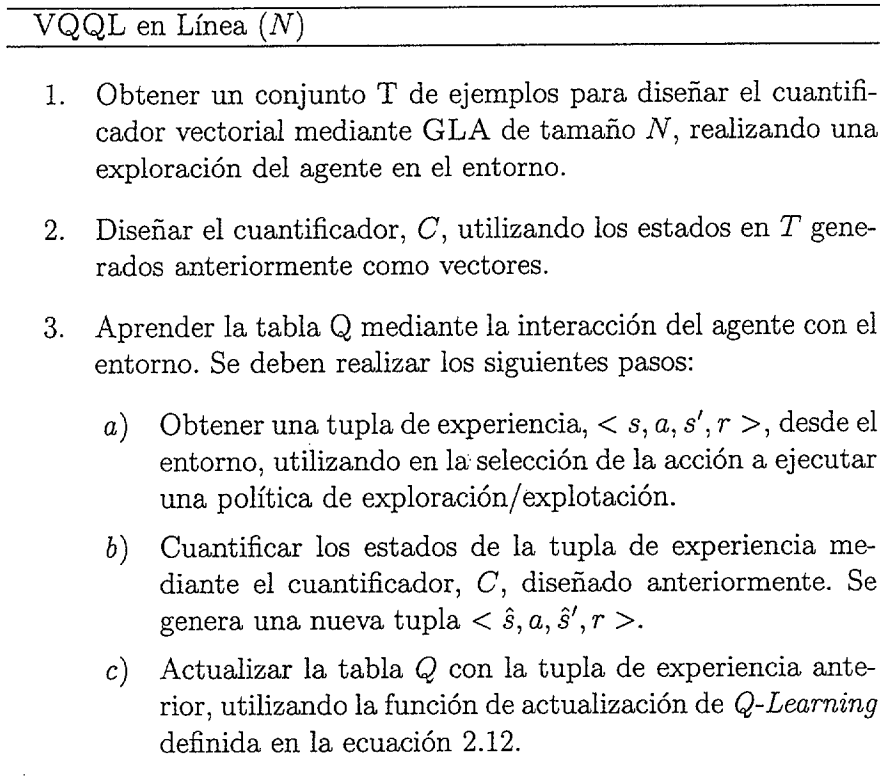 VQQL en Línea (N)
1. Obtener un conjunto T de ejemplos para diseñar el cuantifi-
cador vectorial mediante GLA de tamaño N, realizando una
exploración del agente en el entorno.
2. Diseñar el cuantificador, C, utilizando los estados en T gene-
rados anteriormente como vectores.
3. Aprender la tabla Q mediante la interacción del agente con el
entorno. Se deben realizar los siguientes pasos:
a) Obtener una tupla de experiencia, < s, a, s′, r >, desde el
entorno, utilizando en la selección de la acción a ejecutar
una política de exploración/explotación.
b) Cuantificar los estados de la tupla de experiencia me-
diante el cuantificador, C, diseñado anteriormente. Se
genera una nueva tupla < ŝ, a, ŝ′, r >.
c) Actualizar la tabla Q con la tupla de experiencia ante-
rior, utilizando la función de actualización de Q-Learning
definida en la ecuación 2.12.